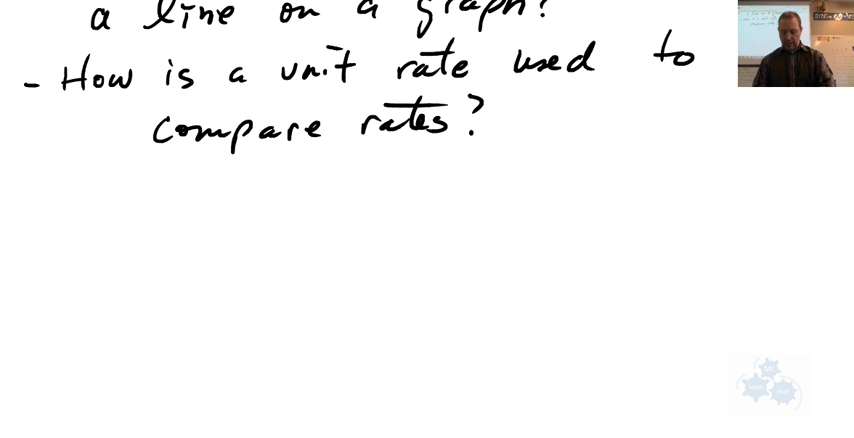 a line on a graph?
- How is a unit rate used to
compare rates?